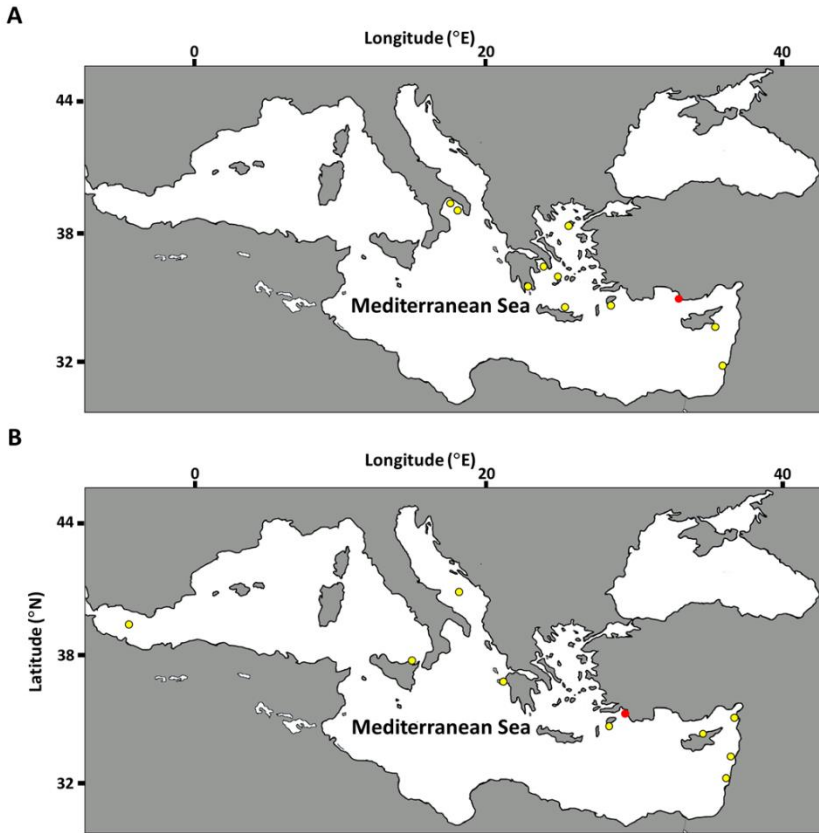 A
Longitude (°E)
0 20 40
44
38
Mediterranean Sea
32
B
Longitude (°E)
0 20 40
44
Latitude (°N)
38
Mediterranean Sea
32